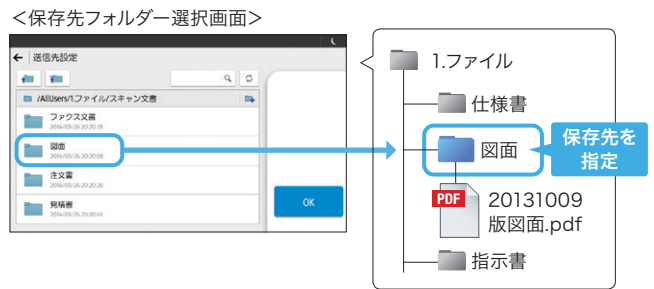 <保存先フォルダー選択画面>
送信先設定
/AllUsers/1.ファイル/スキャン文書
ファクス文書
2014/05/26 20:20:18
図面
2014/05/26 20:20:58
注文書
2014/05/26 20:20:26
見積書
2014/05/26 20:20:43
OK
1.ファイル
仕様書
図面
保存先を
指定
PDF
20131009
版図面.pdf
指示書